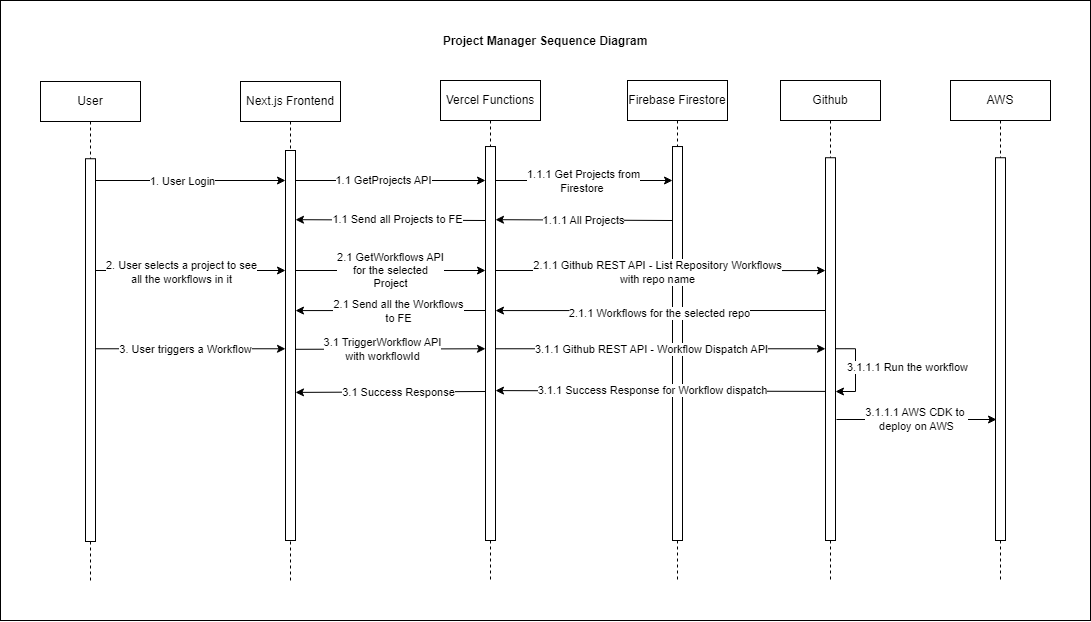 Project Manager Sequence Diagram
User
Next.js Frontend
Vercel Functions
Firebase Firestore
Github
AWS
1. User Login
1.1 GetProjects API
1.1.1 Get Projects from
Firestore
1.1 Send all Projects to FE
1.1.1 All Projects
2. User selects a project to see
all the workflows in it
2.1 GetWorkflows API
for the selected
Project
2.1.1 Github REST API - List Repository Workflows
with repo name
2.1 Send all the Workflows
to FE
2.1.1 Workflows for the selected repo
3. User triggers a Workflow
3.1 TriggerWorkflow API
with workflowId
3.1.1 Github REST API - Workflow Dispatch API
3.1.1.1 Run the workflow
3.1 Success Response
3.1.1 Success Response for Workflow dispatch
3.1.1.1 AWS CDK to
deploy on AWS